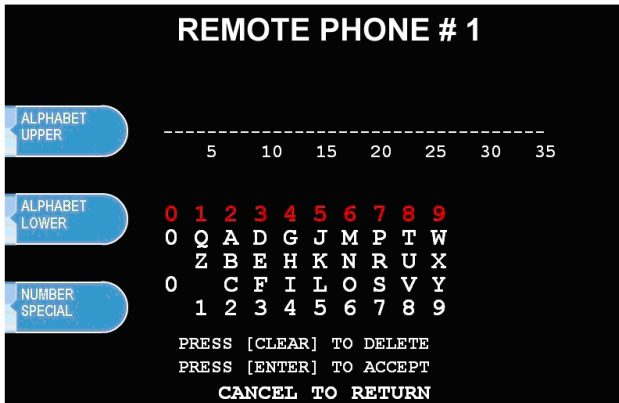 REMOTE PHONE # 1
ALPHABET
UPPER
-----------------------------------
5 10 15 20 25 30 35
ALPHABET
LOWER
0 1 2 3 4 5 6 7 8 9
0 Q A D G J M P T W
Z B E H K N R U X
0 C F I L O S V Y
1 2 3 4 5 6 7 8 9
NUMBER
SPECIAL
PRESS [CLEAR] TO DELETE
PRESS [ENTER] TO ACCEPT
CANCEL TO RETURN